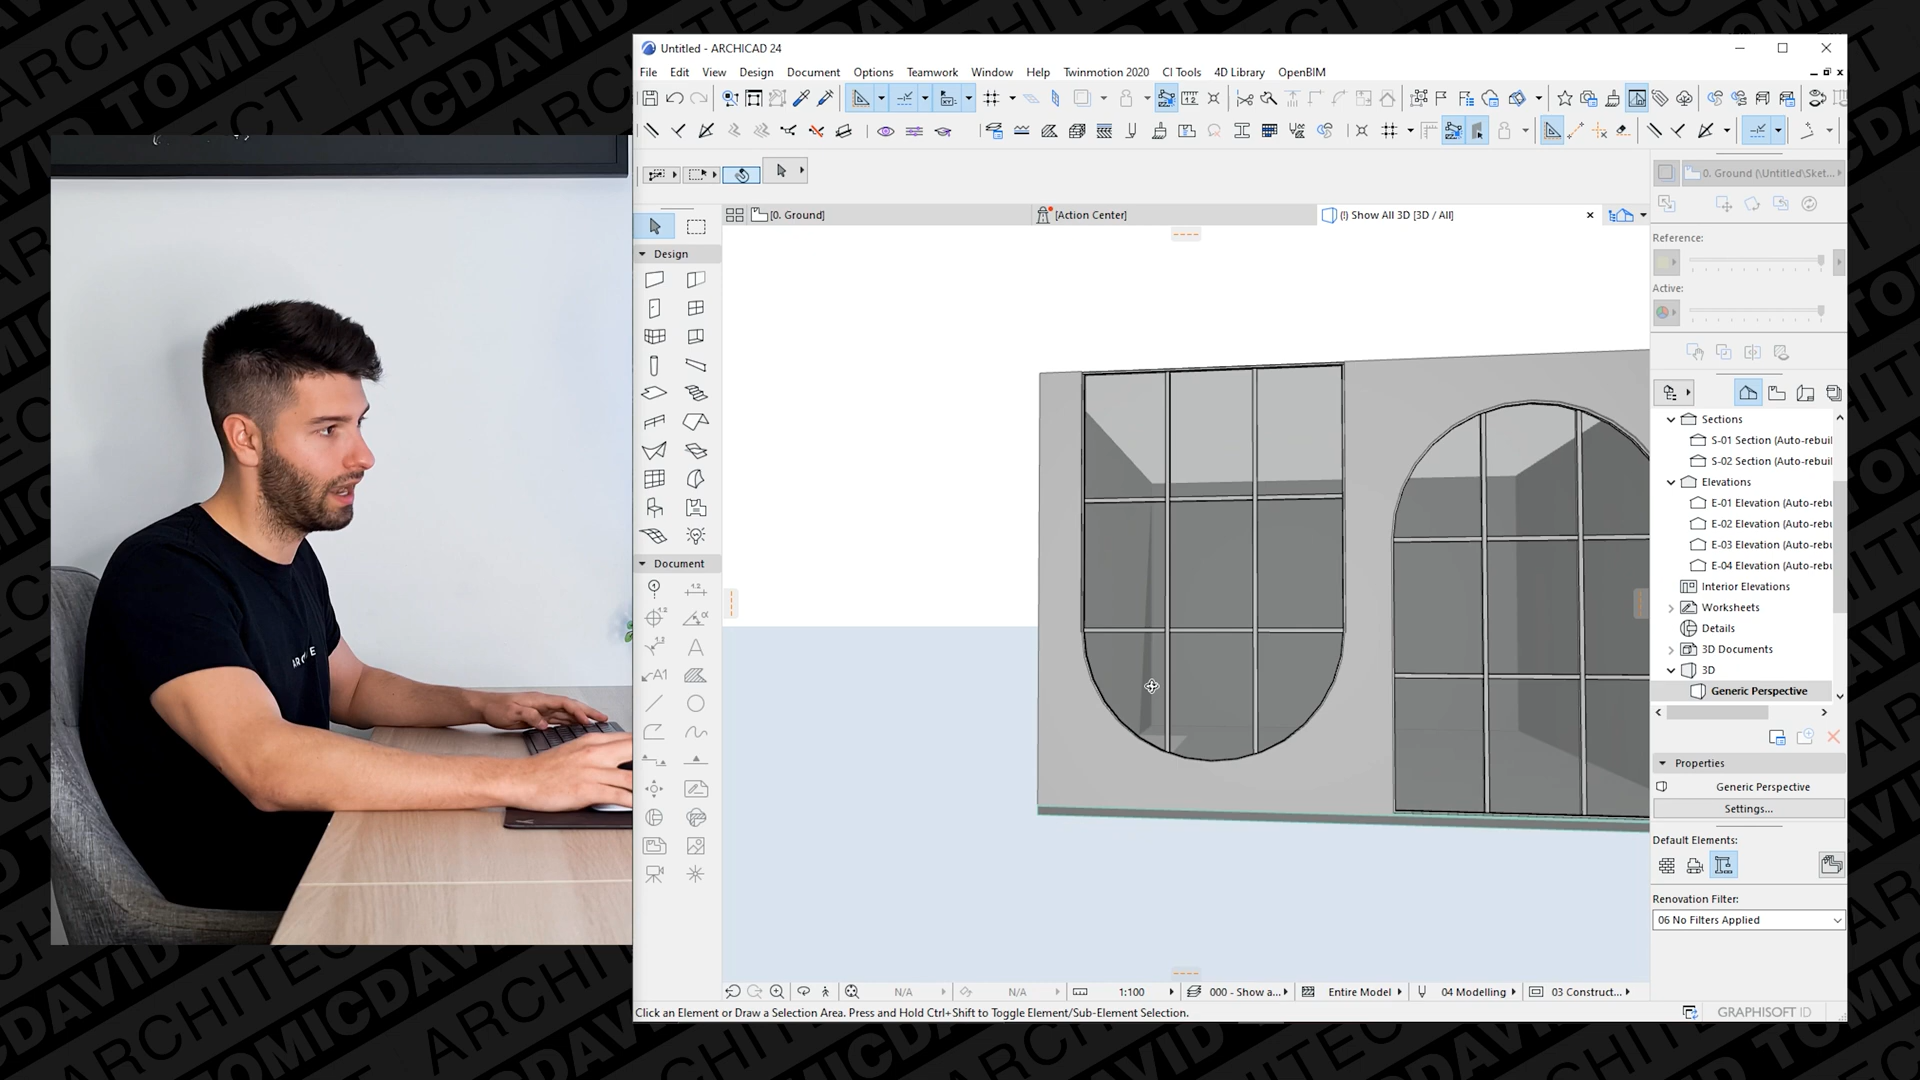 Untitled - ARCHICAD 24
File Edit View Design Document Options Teamwork Window Help Twinmotion 2020 CI Tools 4D Library OpenBIM
0. Ground (\Untitled\Sket...
[0. Ground]
[Action Center]
(!) Show All 3D [3D / All]
Design
Document
Reference:
Active:
Sections
S-01 Section (Auto-rebuil
S-02 Section (Auto-rebuil
Elevations
E-01 Elevation (Auto-rebu
E-02 Elevation (Auto-rebu
E-03 Elevation (Auto-rebu
E-04 Elevation (Auto-rebu
Interior Elevations
Worksheets
Details
3D Documents
3D
Generic Perspective
Properties
Generic Perspective
Settings...
Default Elements:
Renovation Filter:
06 No Filters Applied
N/A N/A 1:100 000 - Show a... Entire Model 04 Modelling 03 Construct...
Click an Element or Draw a Selection Area. Press and Hold Ctrl+Shift to Toggle Element/Sub-Element Selection.
GRAPHISOFT ID